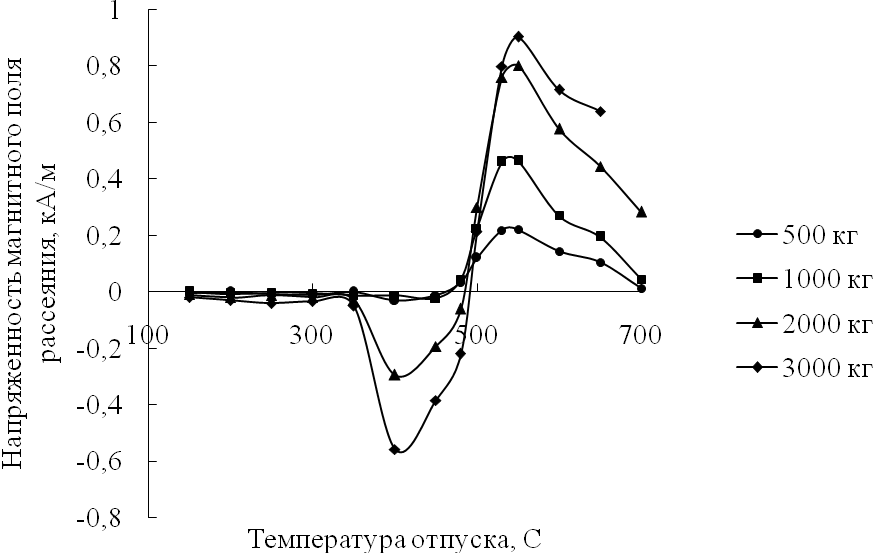 Напряженность магнитного поля
рассеяния, кА/м
1
0,8
0,6
0,4
0,2
0
-0,2
-0,4
-0,6
-0,8
100
300
500
700
Температура отпуска, С
500 кг
1000 кг
2000 кг
3000 кг